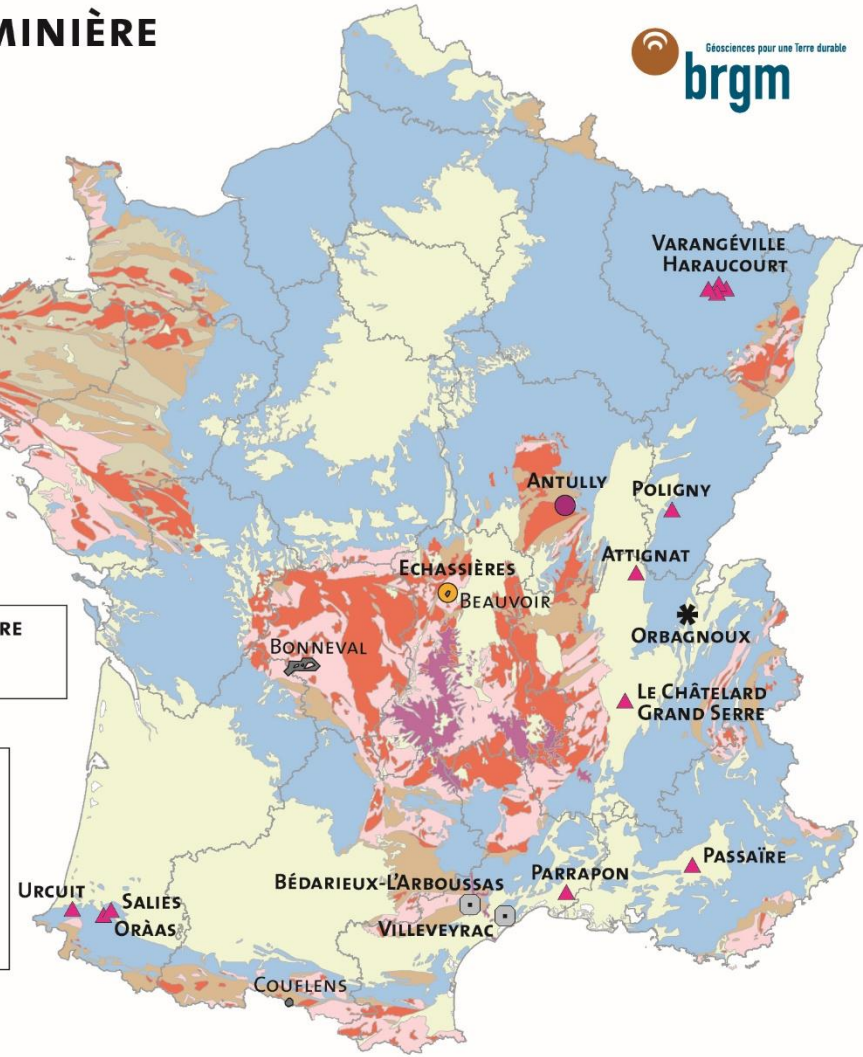 MINIÈRE
Géosciences pour une Terre durable
brgm
VARANGÉVILLE
HARAUCOURT
ANTULLY
POLIGNY
ATTIGNAT
ECHASSIÈRES
BEAUVOIR
ORBAGNOUX
RE
BONNEVAL
LE CHÂTELARD
GRAND SERRE
PASSAÏRE
PARRAPON
BÉDARIEUX-L'ARBOUSSAS
URCUIT
SALIES
ORÀAS
VILLEVEYRAC
COUFLENS